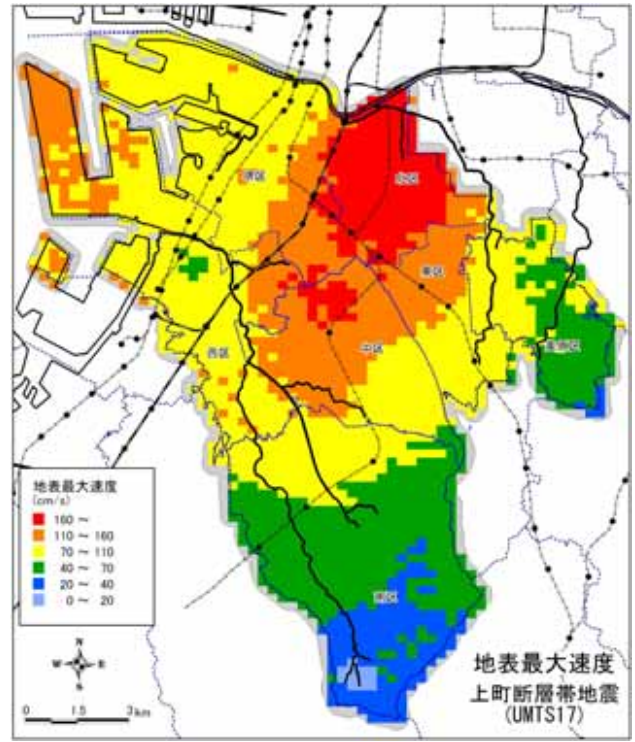 堺区
北区
東区
美原区
中区
西区
南区
地表最大速度
(cm/s)
160 ～
110 ～ 160
70 ～ 110
40 ～ 70
20 ～ 40
0 ～ 20
N
W E
S
0 1.5 3km
地表最大速度
上町断層帯地震
(UMTS17)